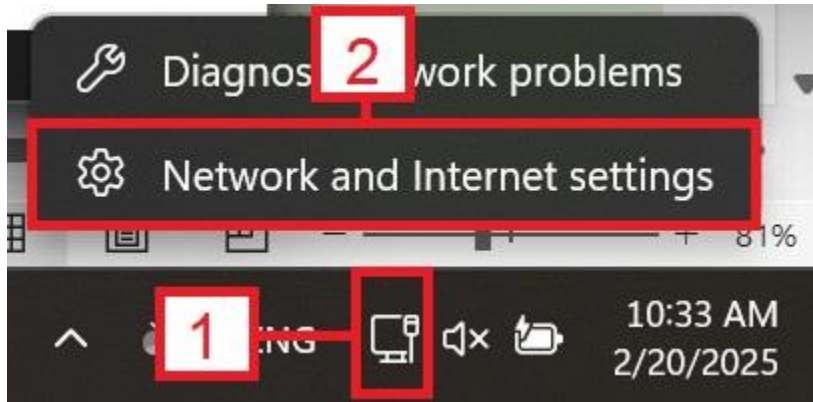 Diagnos
2
work problems
Network and Internet settings
81%
1
NG
10:33 AM
2/20/2025